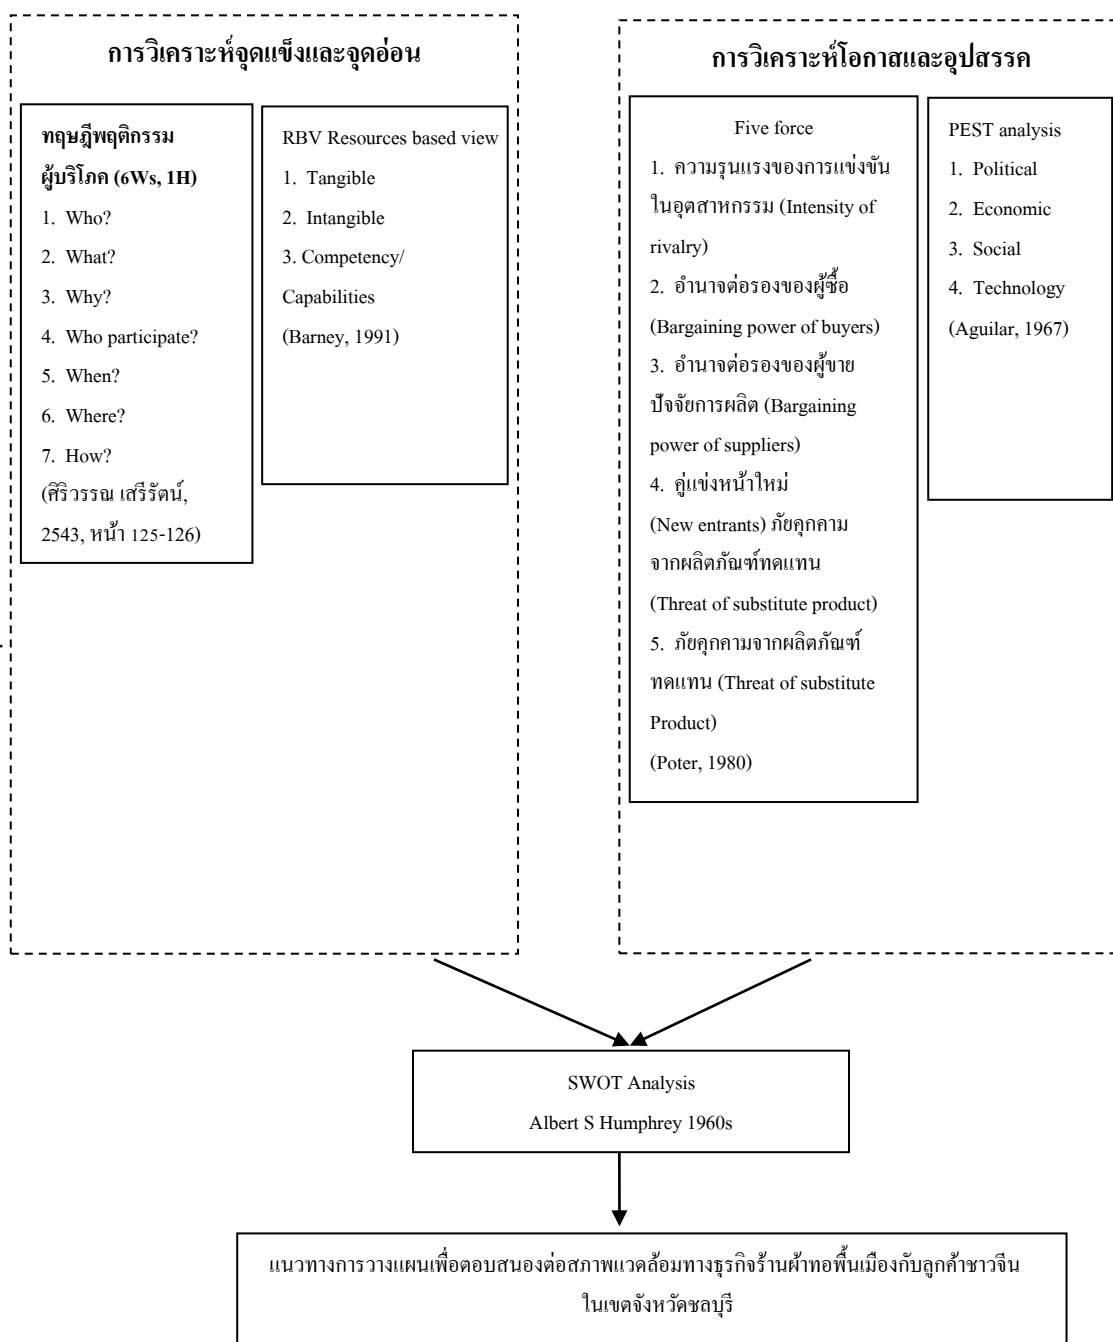 การวิเคราะห์จุดแข็งและจุดอ่อน
ทฤษฎีพฤติกรรม
ผู้บริโภค (6Ws, 1H)
1. Who?
2. What?
3. Why?
4. Who participate?
5. When?
6. Where?
7. How?
(ศิริวรรณ เสรีรัตน์,
2543, หน้า 125-126)
RBV Resources based view
1. Tangible
2. Intangible
3. Competency/
Capabilities
(Barney, 1991)
การวิเคราะห์โอกาสและอุปสรรค
Five force
1. ความรุนแรงของการแข่งขัน
ในอุตสาหกรรม (Intensity of
rivalry)
2. อำนาจต่อรองของผู้ซื้อ
(Bargaining power of buyers)
3. อำนาจต่อรองของผู้ขาย
ปัจจัยการผลิต (Bargaining
power of suppliers)
4. คู่แข่งหน้าใหม่
(New entrants) ภัยคุกคาม
จากผลิตภัณฑ์ทดแทน
(Threat of substitute product)
5. ภัยคุกคามจากผลิตภัณฑ์
ทดแทน (Threat of substitute
Product)
(Poter, 1980)
PEST analysis
1. Political
2. Economic
3. Social
4. Technology
(Aguilar, 1967)
SWOT Analysis
Albert S Humphrey 1960s
แนวทางการวางแผนเพื่อตอบสนองต่อสภาพแวดล้อมทางธุรกิจร้านผ้าทอพื้นเมืองกับลูกค้าชาวจีน
ในเขตจังหวัดชลบุรี